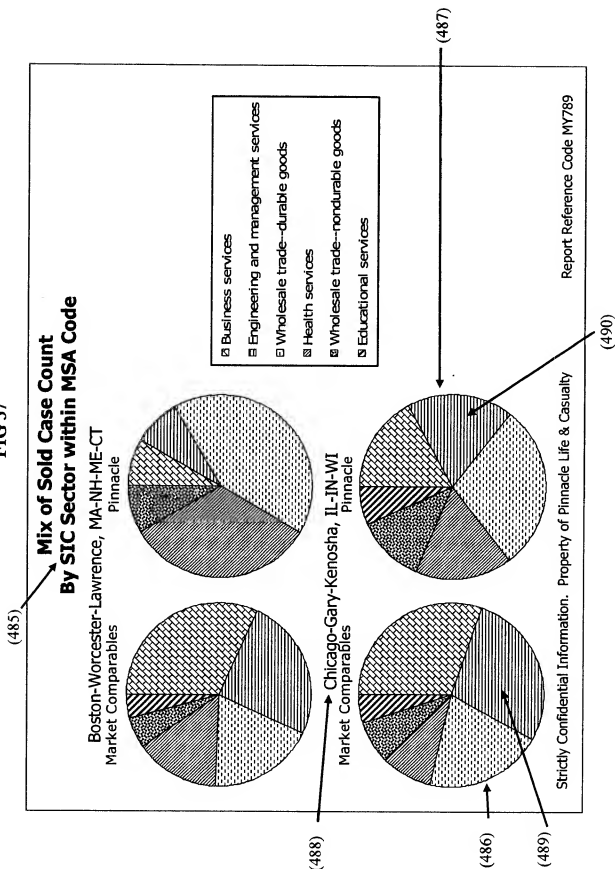 FIG 37
(485)
Mix of Sold Case Count
By SIC Sector within MSA Code
Boston-Worcester-Lawrence, MA-NH-ME-CT
Market Comparables
Pinnacle
Business services
Engineering and management services
Wholesale trade--durable goods
Health services
Wholesale trade--nondurable goods
Educational services
(488)
Chicago-Gary-Kenosha, IL-IN-WI
Market Comparables
Pinnacle
(487)
(486)
(489)
(490)
Strictly Confidential Information. Property of Pinnacle Life & Casualty
Report Reference Code MY789